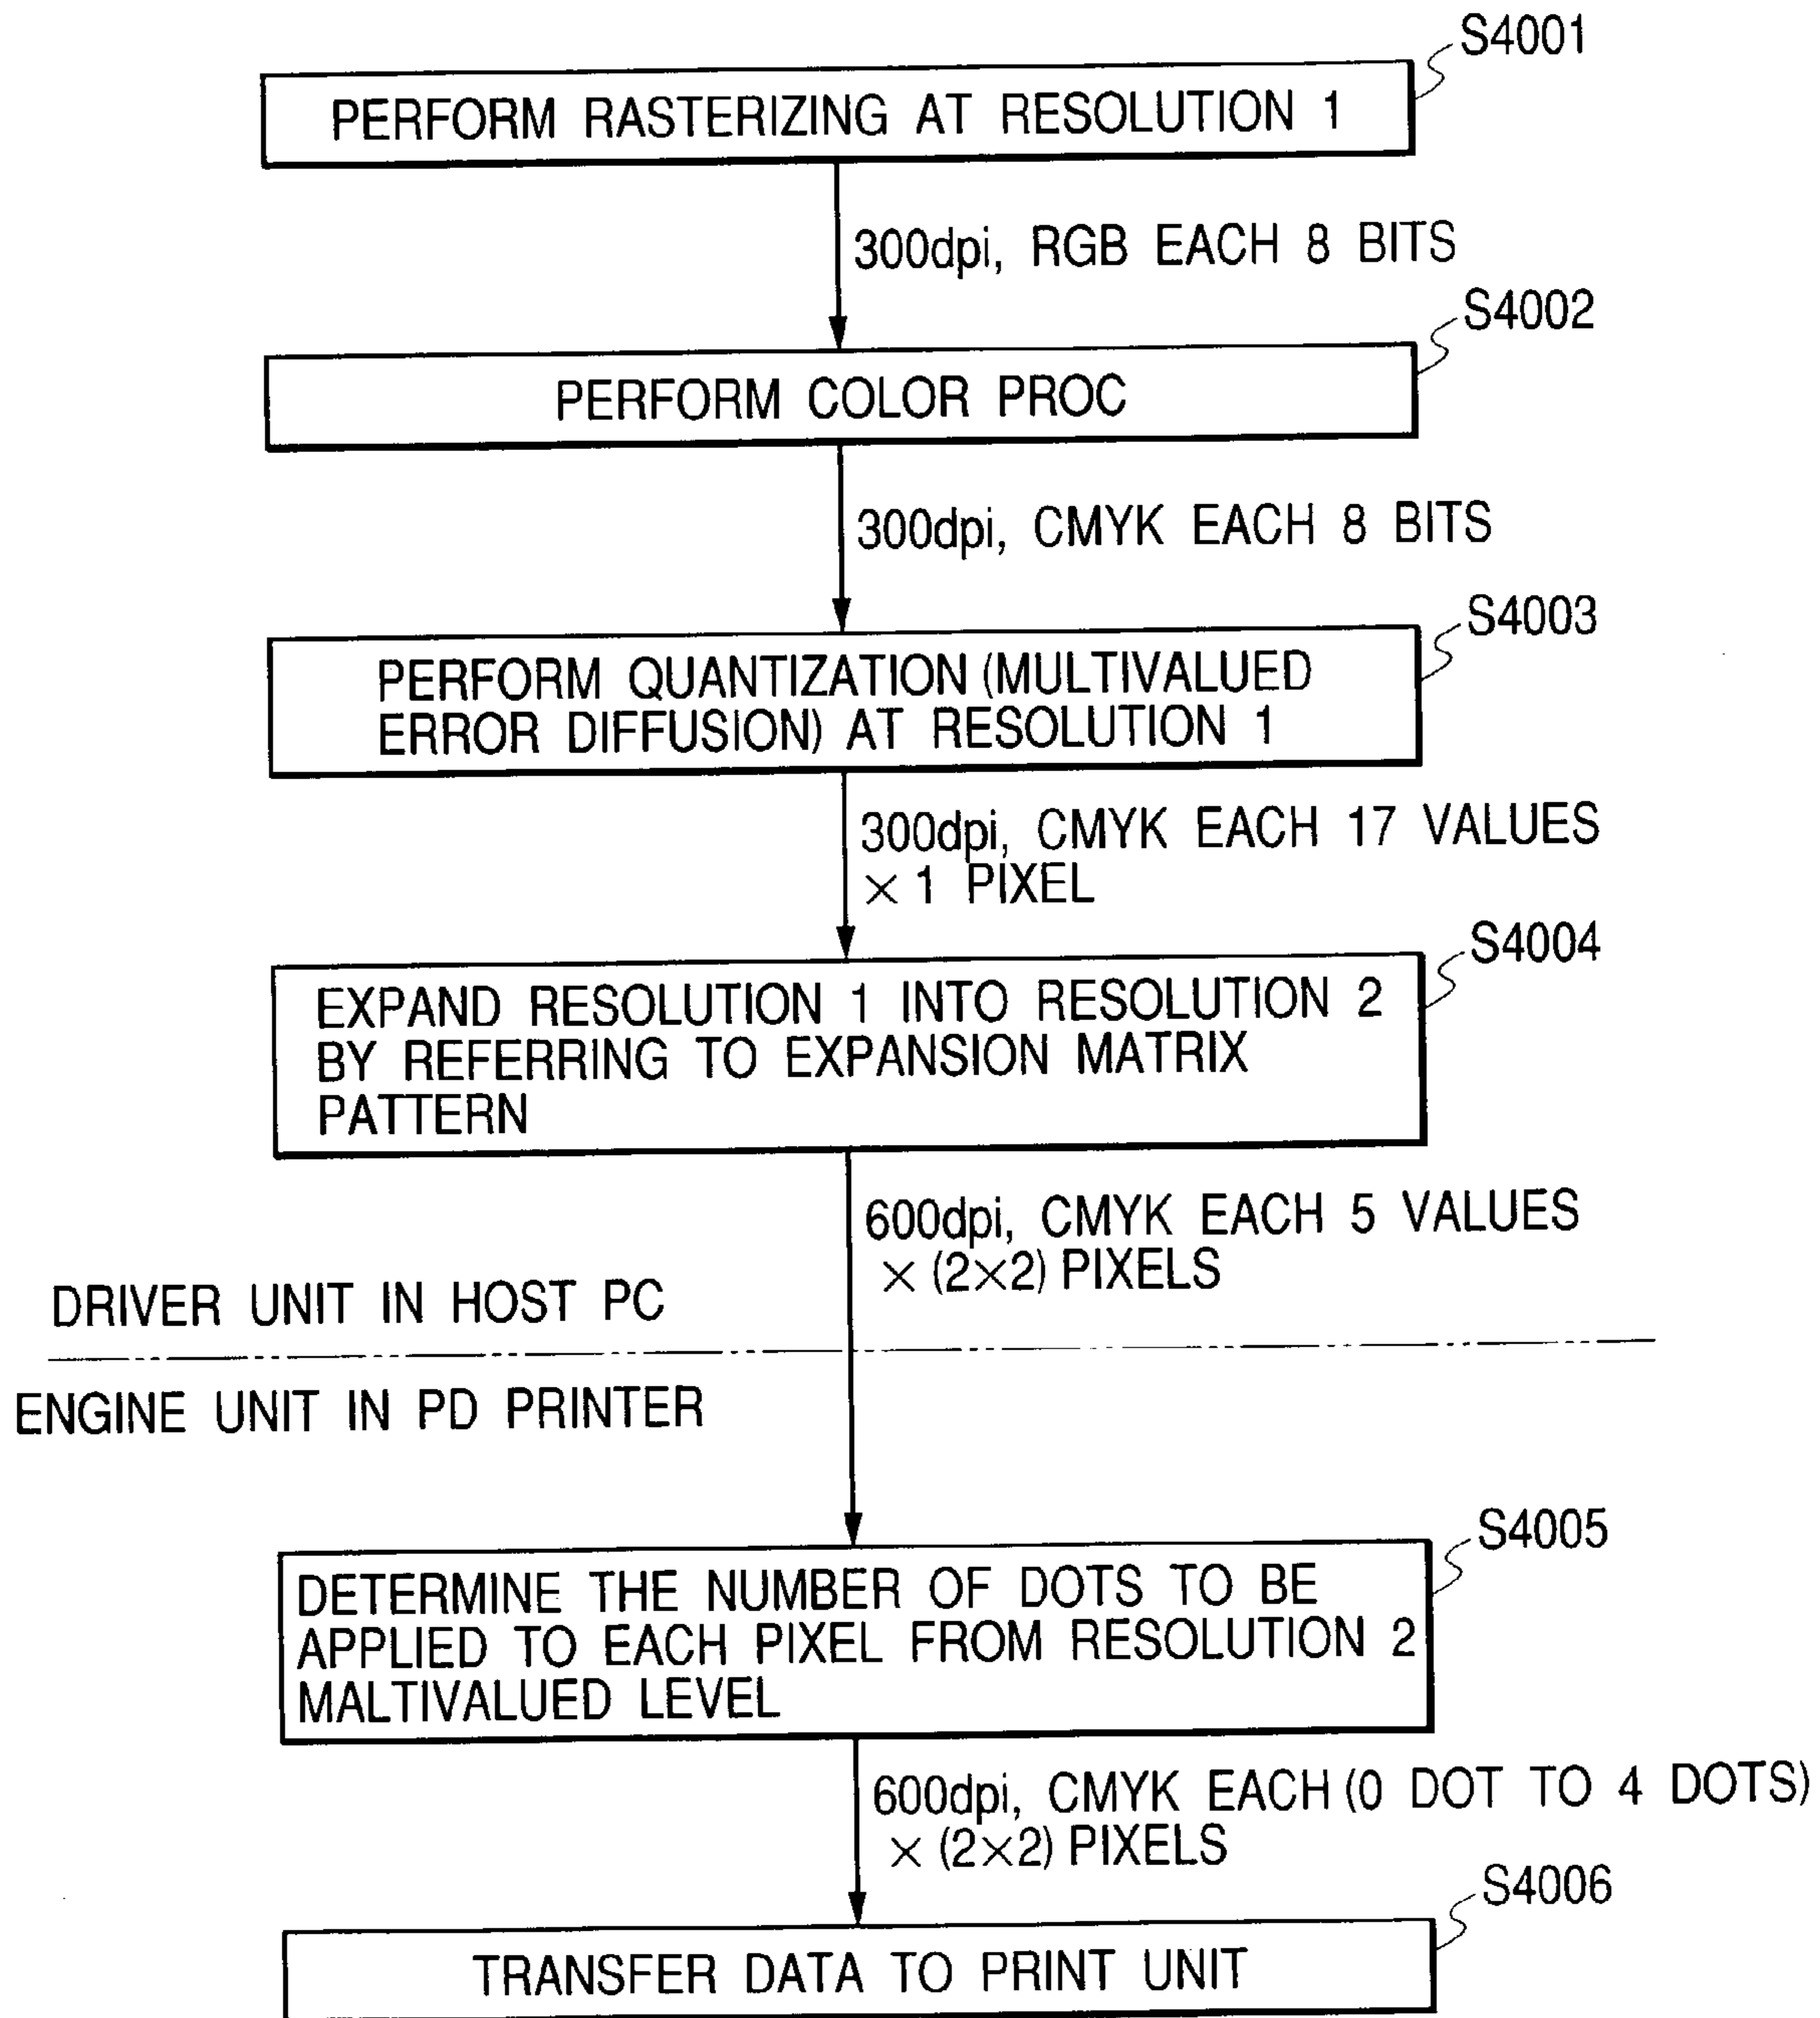 S4001
PERFORM RASTERIZING AT RESOLUTION 1
300dpi, RGB EACH 8 BITS
S4002
PERFORM COLOR PROC
300dpi, CMYK EACH 8 BITS
S4003
PERFORM QUANTIZATION (MULTIVALUED
ERROR DIFFUSION) AT RESOLUTION 1
300dpi, CMYK EACH 17 VALUES
× 1 PIXEL
S4004
EXPAND RESOLUTION 1 INTO RESOLUTION 2
BY REFERRING TO EXPANSION MATRIX
PATTERN
600dpi, CMYK EACH 5 VALUES
× (2×2) PIXELS
DRIVER UNIT IN HOST PC
ENGINE UNIT IN PD PRINTER
S4005
DETERMINE THE NUMBER OF DOTS TO BE
APPLIED TO EACH PIXEL FROM RESOLUTION 2
MALTIVALUED LEVEL
600dpi, CMYK EACH (0 DOT TO 4 DOTS)
× (2×2) PIXELS
S4006
TRANSFER DATA TO PRINT UNIT